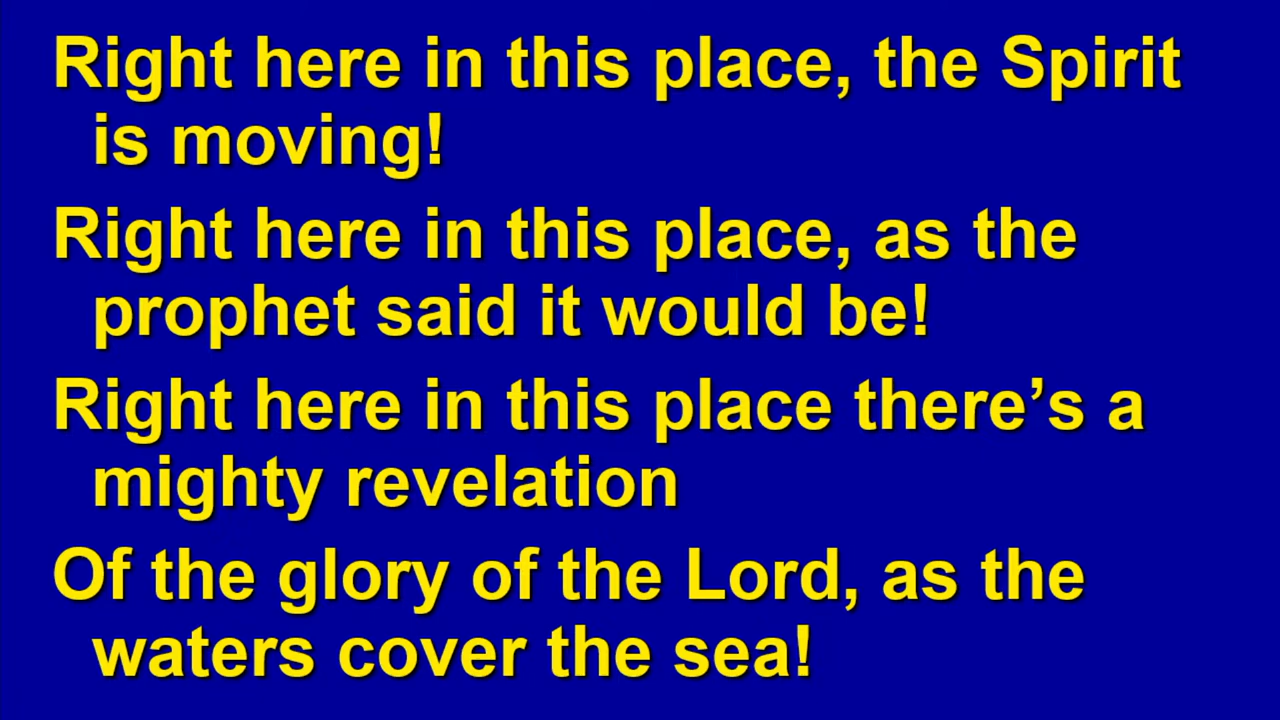 Right here in this place, the Spirit
is moving!
Right here in this place, as the
prophet said it would be!
Right here in this place there’s a
mighty revelation
Of the glory of the Lord, as the
waters cover the sea!